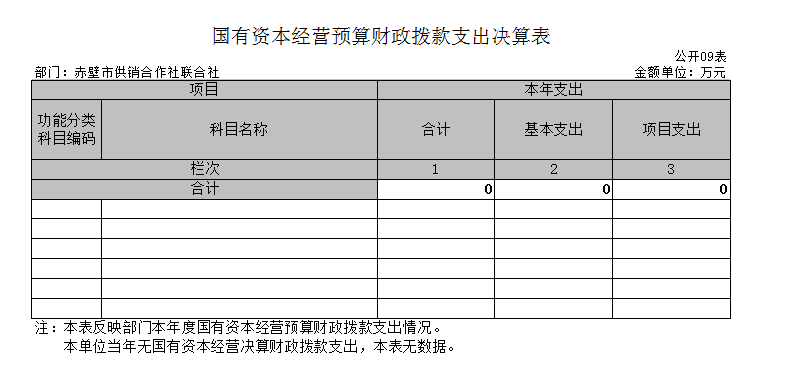 国有资本经营预算财政拨款支出决算表
公开09表
部门：赤壁市供销合作社联合社 金额单位：万元
项目 本年支出
功能分类科目编码 科目名称 合计 基本支出 项目支出
栏次 1 2 3
合计 0 0 0
注：本表反映部门本年度国有资本经营预算财政拨款支出情况。
本单位当年无国有资本经营决算财政拨款支出，本表无数据。